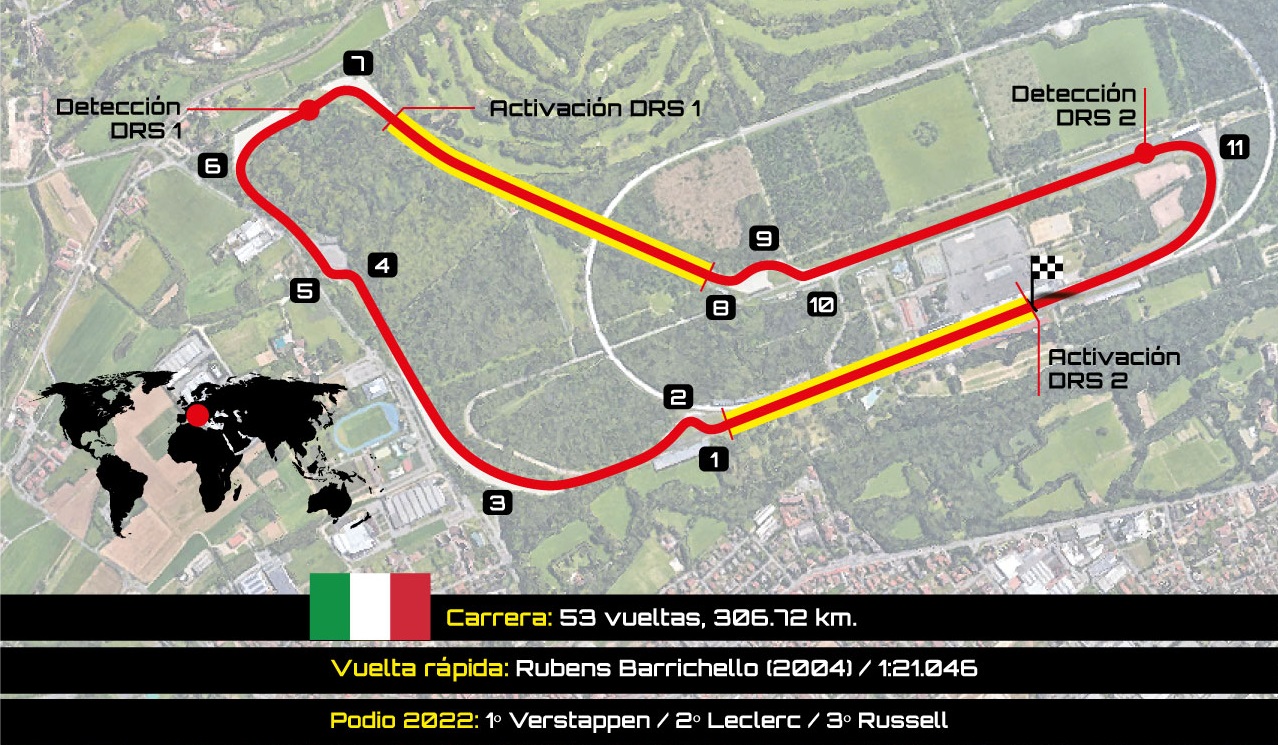 7
Detección
DRS 1
Activación DRS 1
Detección
DRS 2
11
6
9
4
5
8
10
Activación
DRS 2
2
1
3
Carrera: 53 vueltas, 306.72 km.
Vuelta rápida: Rubens Barrichello (2004) / 1:21.046
Podio 2022: 1º Verstappen / 2º Leclerc / 3º Russell